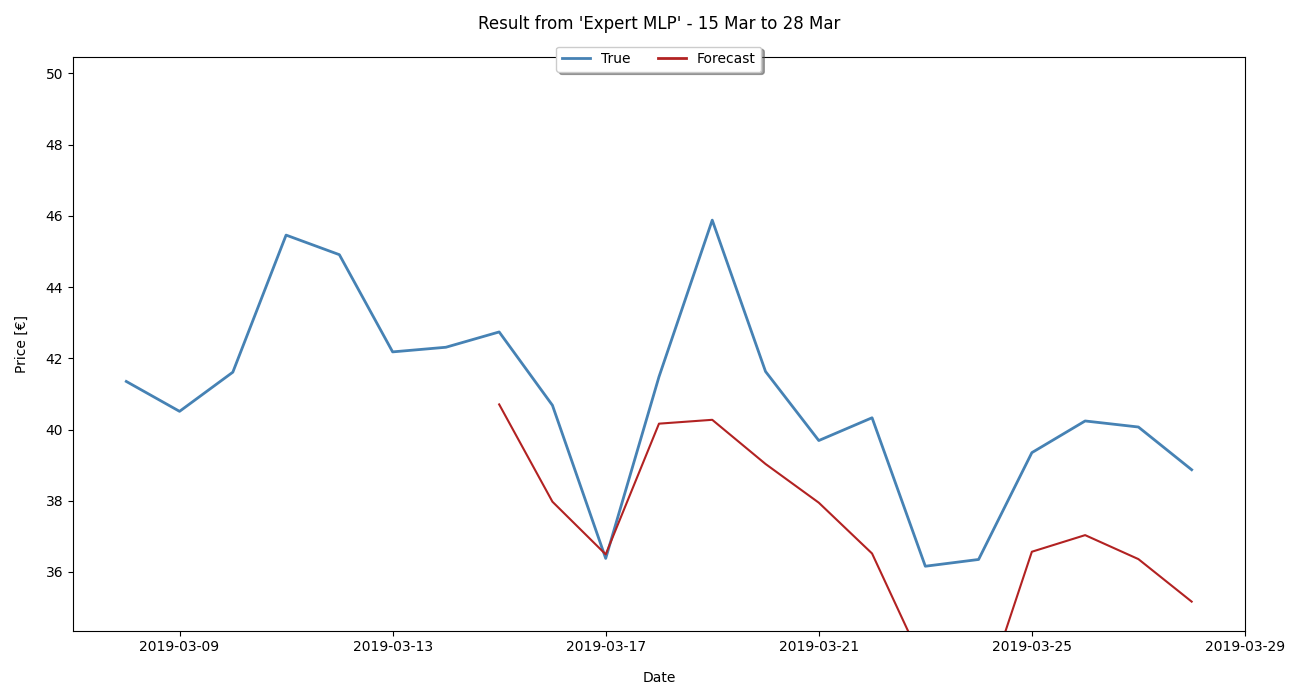 Result from 'Expert MLP' - 15 Mar to 28 Mar
True Forecast
50
48
46
44
42
40
38
36
Price [€]
2019-03-09 2019-03-13 2019-03-17 2019-03-21 2019-03-25 2019-03-29
Date